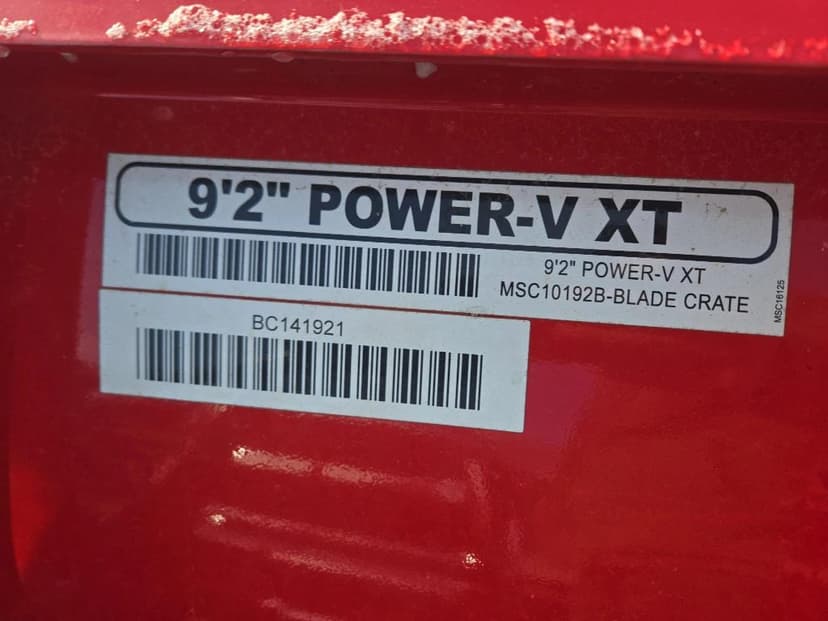 9'2" POWER-V XT
9'2" POWER-V XT
MSC10192B-BLADE CRATE
MSC16125
BC141921